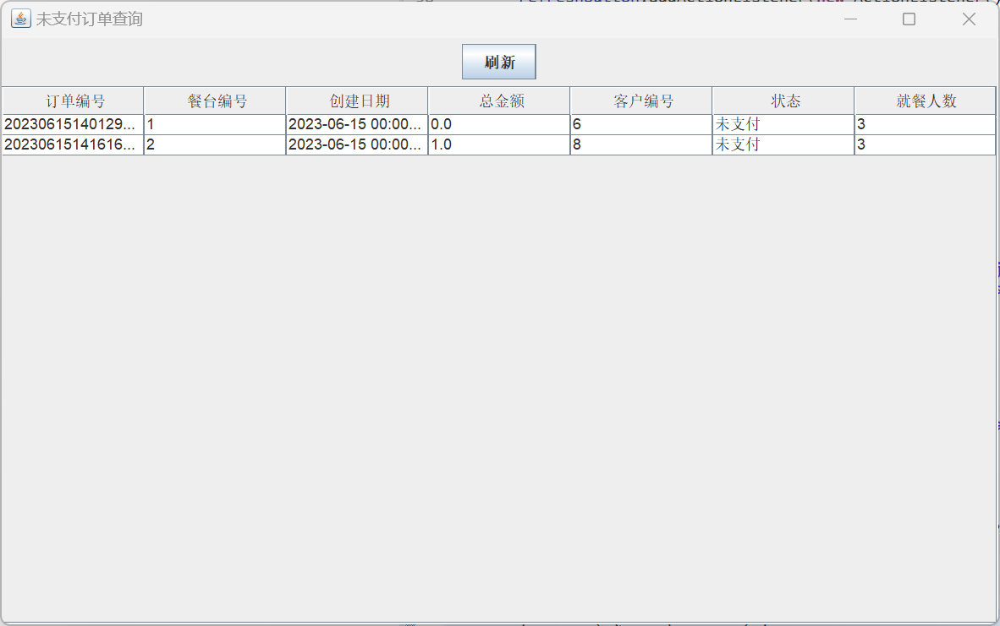 未支付订单查询
刷新
订单编号 餐台编号 创建日期 总金额 客户编号 状态 就餐人数
20230615140129... 1 2023-06-15 00:00... 0.0 6 未支付 3
20230615141616... 2 2023-06-15 00:00... 1.0 8 未支付 3